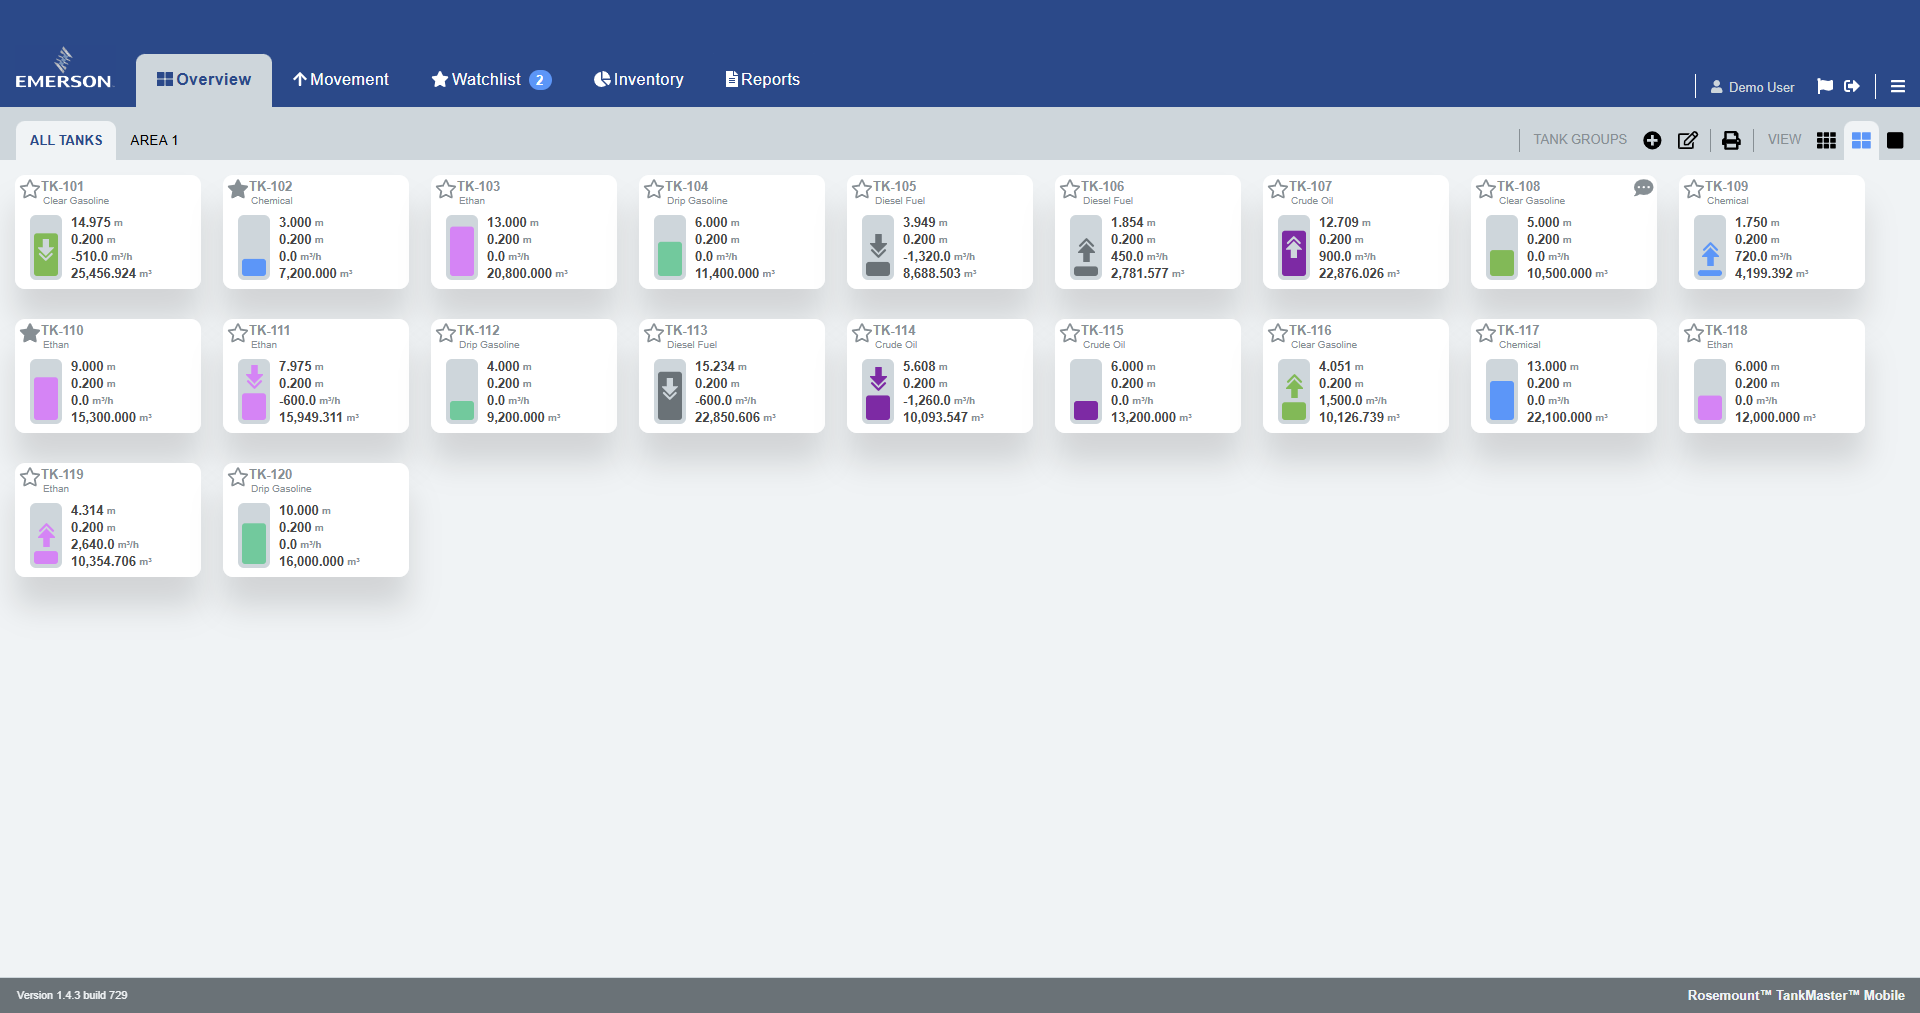 EMERSON
Overview
Movement
Watchlist 2
Inventory
Reports
Demo User
ALL TANKS
AREA 1
TANK GROUPS
VIEW
TK-101
Clear Gasoline
14.975 m
0.200 m
-510.0 m³/h
25,456.924 m³
TK-102
Chemical
3.000 m
0.200 m
0.0 m³/h
7,200.000 m³
TK-103
Ethan
13.000 m
0.200 m
0.0 m³/h
20,800.000 m³
TK-104
Drip Gasoline
6.000 m
0.200 m
0.0 m³/h
11,400.000 m³
TK-105
Diesel Fuel
3.949 m
0.200 m
-1,320.0 m³/h
8,688.503 m³
TK-106
Diesel Fuel
1.854 m
0.200 m
450.0 m³/h
2,781.577 m³
TK-107
Crude Oil
12.709 m
0.200 m
900.0 m³/h
22,876.026 m³
TK-108
Clear Gasoline
5.000 m
0.200 m
0.0 m³/h
10,500.000 m³
TK-109
Chemical
1.750 m
0.200 m
720.0 m³/h
4,199.392 m³
TK-110
Ethan
9.000 m
0.200 m
0.0 m³/h
15,300.000 m³
TK-111
Ethan
7.975 m
0.200 m
-600.0 m³/h
15,949.311 m³
TK-112
Drip Gasoline
4.000 m
0.200 m
0.0 m³/h
9,200.000 m³
TK-113
Diesel Fuel
15.234 m
0.200 m
-600.0 m³/h
22,850.606 m³
TK-114
Crude Oil
5.608 m
0.200 m
-1,260.0 m³/h
10,093.547 m³
TK-115
Crude Oil
6.000 m
0.200 m
0.0 m³/h
13,200.000 m³
TK-116
Clear Gasoline
4.051 m
0.200 m
1,500.0 m³/h
10,126.739 m³
TK-117
Chemical
13.000 m
0.200 m
0.0 m³/h
22,100.000 m³
TK-118
Ethan
6.000 m
0.200 m
0.0 m³/h
12,000.000 m³
TK-119
Ethan
4.314 m
0.200 m
2,640.0 m³/h
10,354.706 m³
TK-120
Drip Gasoline
10.000 m
0.200 m
0.0 m³/h
16,000.000 m³
Version 1.4.3 build 729
Rosemount™ TankMaster™ Mobile